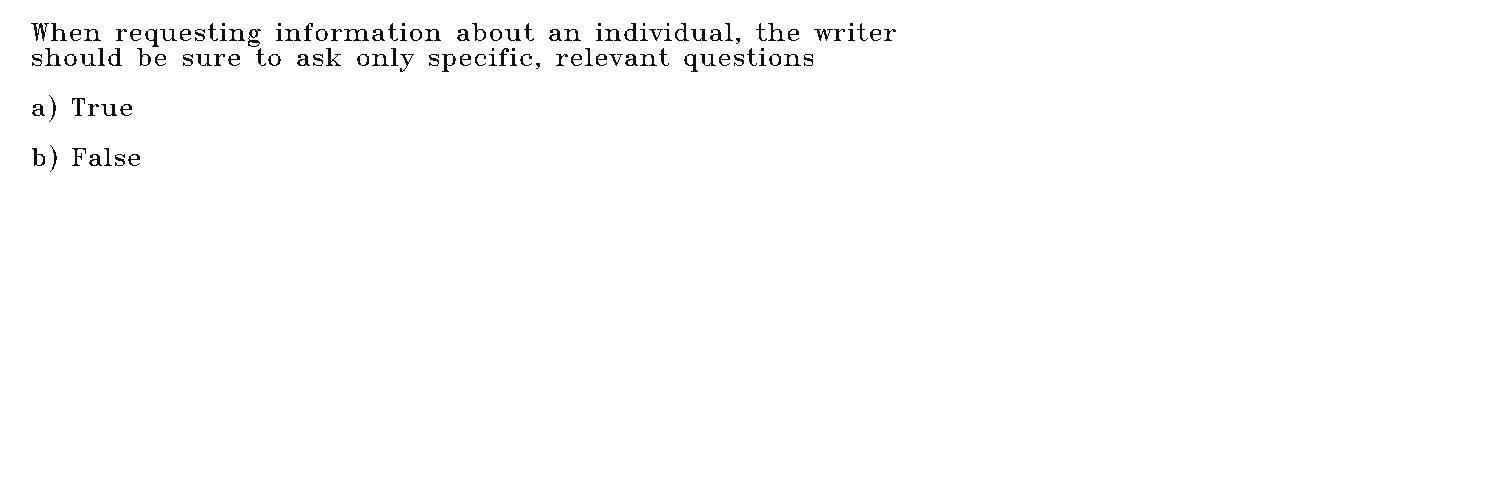 When requesting information about an individual, the writer
should be sure to ask only specific, relevant questions
a) True
b) False